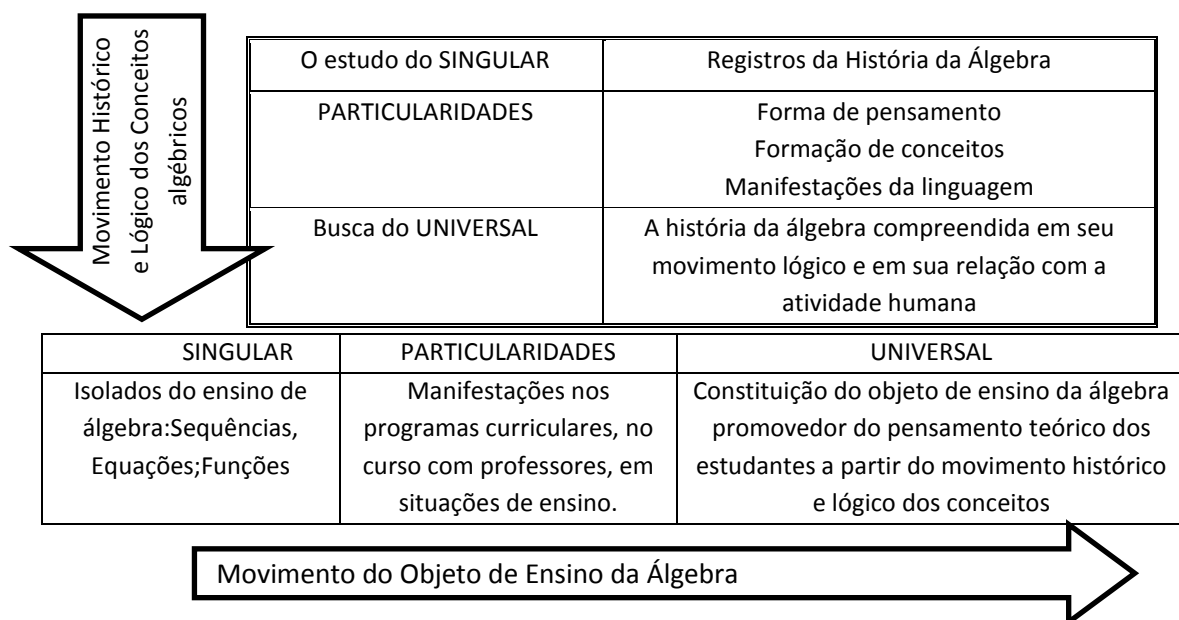 Movimento Histórico
e Lógico dos Conceitos
algébricos
O estudo do SINGULAR
Registros da História da Álgebra
PARTICULARIDADES
Forma de pensamento
Formação de conceitos
Manifestações da linguagem
Busca do UNIVERSAL
A história da álgebra compreendida em seu
movimento lógico e em sua relação com a
atividade humana
SINGULAR
PARTICULARIDADES
UNIVERSAL
Isolados do ensino de
álgebra:Sequências,
Equações;Funções
Manifestações nos
programas curriculares, no
curso com professores, em
situações de ensino.
Constituição do objeto de ensino da álgebra
promovedor do pensamento teórico dos
estudantes a partir do movimento histórico
e lógico dos conceitos
Movimento do Objeto de Ensino da Álgebra